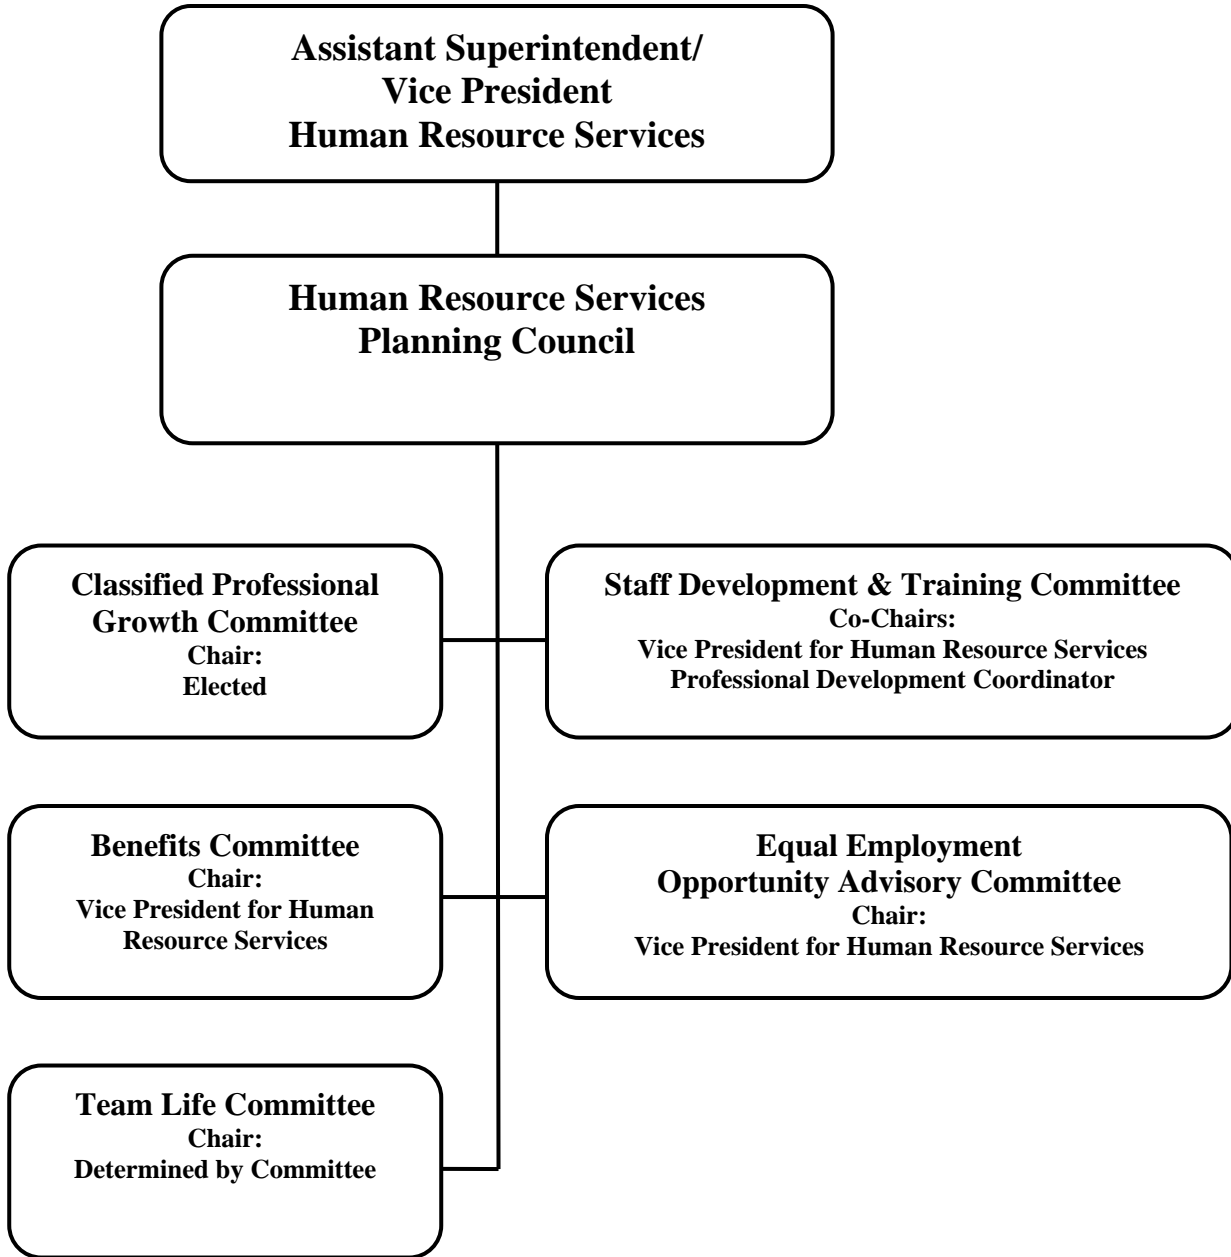 Assistant Superintendent/
Vice President
Human Resource Services
Human Resource Services
Planning Council
Classified Professional
Growth Committee
Chair:
Elected
Staff Development & Training Committee
Co-Chairs:
Vice President for Human Resource Services
Professional Development Coordinator
Benefits Committee
Chair:
Vice President for Human
Resource Services
Equal Employment
Opportunity Advisory Committee
Chair:
Vice President for Human Resource Services
Team Life Committee
Chair:
Determined by Committee